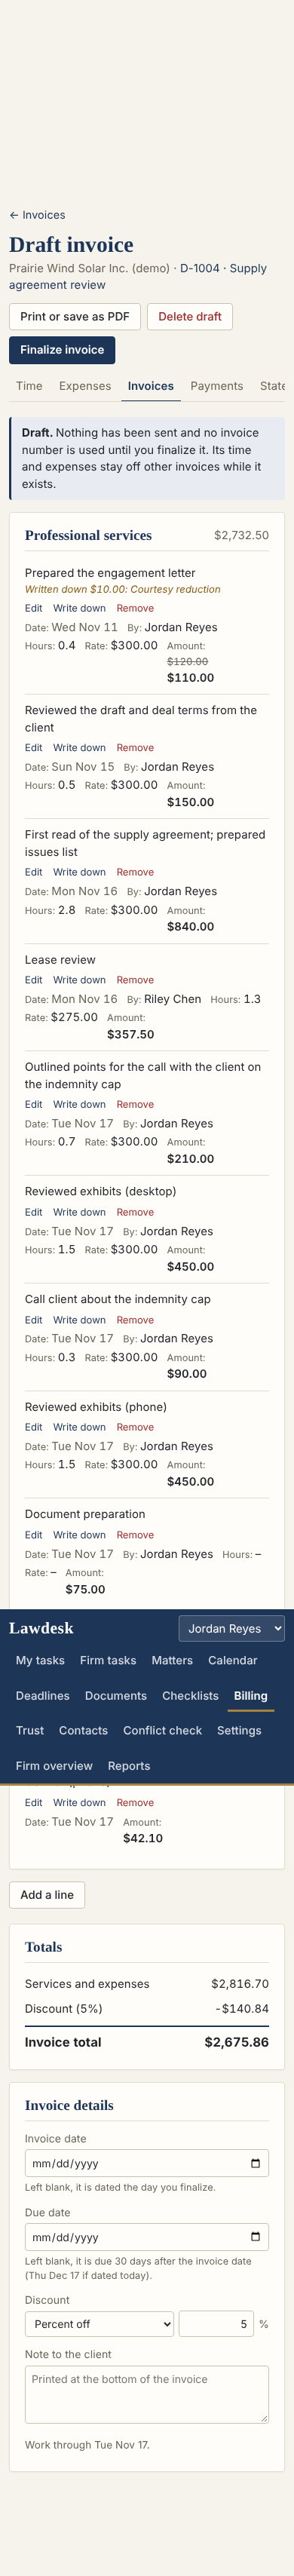 ← Invoices
Draft invoice
Prairie Wind Solar Inc. (demo) · D-1004 · Supply
agreement review
Print or save as PDF
Delete draft
Finalize invoice
Time Expenses Invoices Payments State
Draft. Nothing has been sent and no invoice
number is used until you finalize it. Its time
and expenses stay off other invoices while it
exists.
Professional services $2,732.50
Prepared the engagement letter
Written down $10.00: Courtesy reduction
Edit Write down Remove
Date: Wed Nov 11 By: Jordan Reyes
Hours: 0.4 Rate: $300.00 Amount:
$120.00
$110.00
Reviewed the draft and deal terms from the
client
Edit Write down Remove
Date: Sun Nov 15 By: Jordan Reyes
Hours: 0.5 Rate: $300.00 Amount:
$150.00
First read of the supply agreement; prepared
issues list
Edit Write down Remove
Date: Mon Nov 16 By: Jordan Reyes
Hours: 2.8 Rate: $300.00 Amount:
$840.00
Lease review
Edit Write down Remove
Date: Mon Nov 16 By: Riley Chen Hours: 1.3
Rate: $275.00 Amount:
$357.50
Outlined points for the call with the client on
the indemnity cap
Edit Write down Remove
Date: Tue Nov 17 By: Jordan Reyes
Hours: 0.7 Rate: $300.00 Amount:
$210.00
Reviewed exhibits (desktop)
Edit Write down Remove
Date: Tue Nov 17 By: Jordan Reyes
Hours: 1.5 Rate: $300.00 Amount:
$450.00
Call client about the indemnity cap
Edit Write down Remove
Date: Tue Nov 17 By: Jordan Reyes
Hours: 0.3 Rate: $300.00 Amount:
$90.00
Reviewed exhibits (phone)
Edit Write down Remove
Date: Tue Nov 17 By: Jordan Reyes
Hours: 1.5 Rate: $300.00 Amount:
$450.00
Document preparation
Edit Write down Remove
Date: Tue Nov 17 By: Jordan Reyes Hours: –
Rate: – Amount:
$75.00
Lawdesk Jordan Reyes
My tasks Firm tasks Matters Calendar
Deadlines Documents Checklists Billing
Trust Contacts Conflict check Settings
Firm overview Reports
Edit Write down Remove
Date: Tue Nov 17 Amount:
$42.10
Add a line
Totals
Services and expenses $2,816.70
Discount (5%) -$140.84
Invoice total $2,675.86
Invoice details
Invoice date
mm/dd/yyyy
Left blank, it is dated the day you finalize.
Due date
mm/dd/yyyy
Left blank, it is due 30 days after the invoice date
(Thu Dec 17 if dated today).
Discount
Percent off 5 %
Note to the client
Printed at the bottom of the invoice
Work through Tue Nov 17.